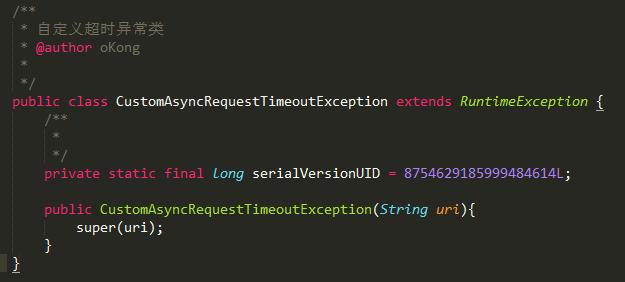 /**
 * 自定义超时异常类
 * @author oKong
 *
 */
public class CustomAsyncRequestTimeoutException extends RuntimeException {
    /**
     *
     */
    private static final long serialVersionUID = 8754629185999484614L;

    public CustomAsyncRequestTimeoutException(String uri){
        super(uri);
    }
}